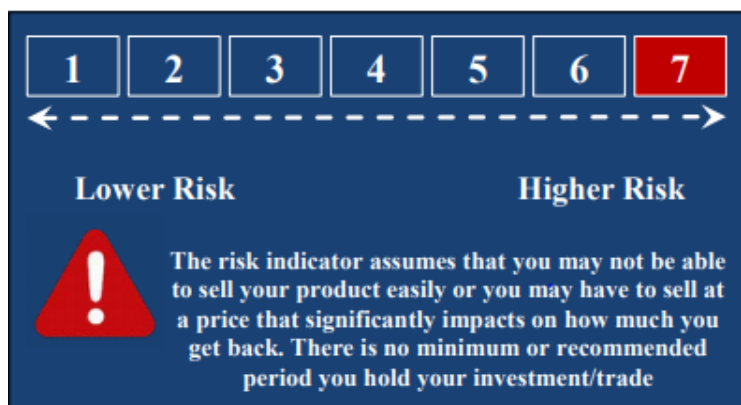 1 2 3 4 5 6 7
Lower Risk Higher Risk
The risk indicator assumes that you may not be able
to sell your product easily or you may have to sell at
a price that significantly impacts on how much you
get back. There is no minimum or recommended
period you hold your investment/trade